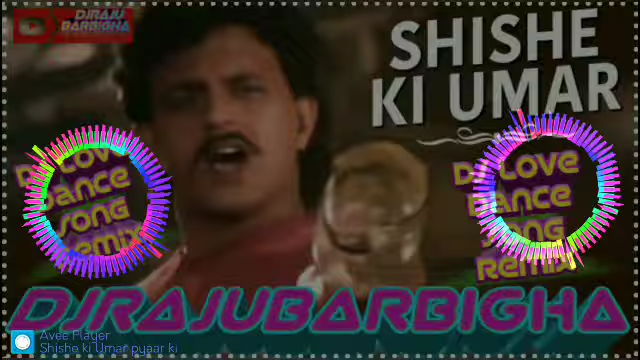 DJRAJU
BARBIGHA
SHISHE
KI UMAR
DJ LOVE
DANCE
SONG
REMIX
DJ LOVE
DANCE
SONG
REMIX
DJRAJUBARBIGHA
Avee Player
Shishe ki Umar pyaar ki